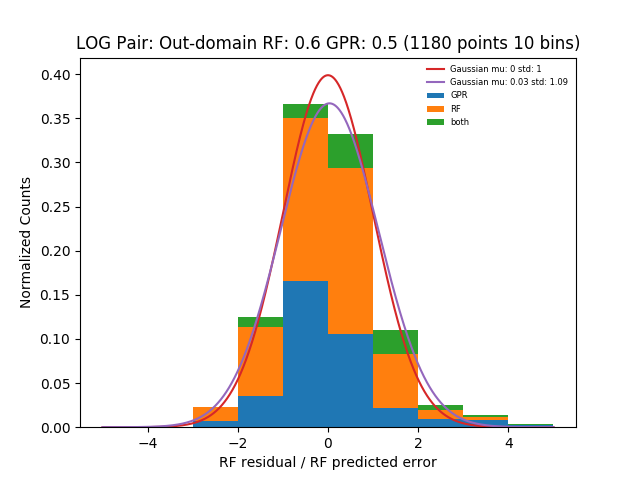 LOG Pair: Out-domain RF: 0.6 GPR: 0.5 (1180 points 10 bins)
Gaussian mu: 0 std: 1
Gaussian mu: 0.03 std: 1.09
GPR
RF
both
Normalized Counts
0.40
0.35
0.30
0.25
0.20
0.15
0.10
0.05
0.00
−4 −2 0 2 4
RF residual / RF predicted error